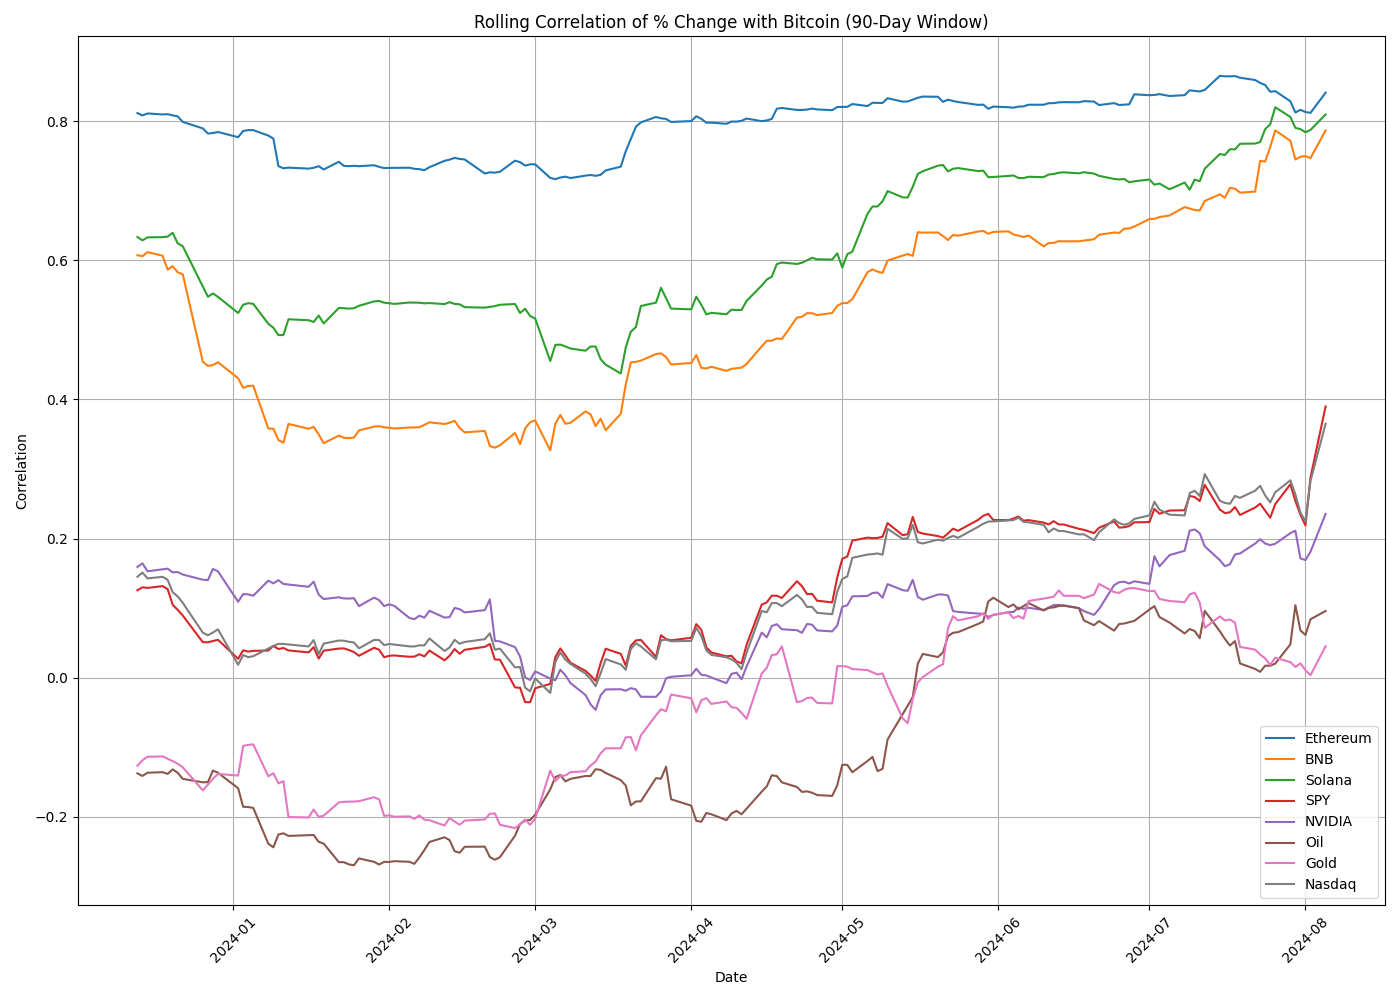 Rolling Correlation of % Change with Bitcoin (90-Day Window)
Correlation
0.8
0.6
0.4
0.2
0.0
−0.2
2024-01
2024-02
2024-03
2024-04
2024-05
2024-06
2024-07
2024-08
Date
Ethereum
BNB
Solana
SPY
NVIDIA
Oil
Gold
Nasdaq